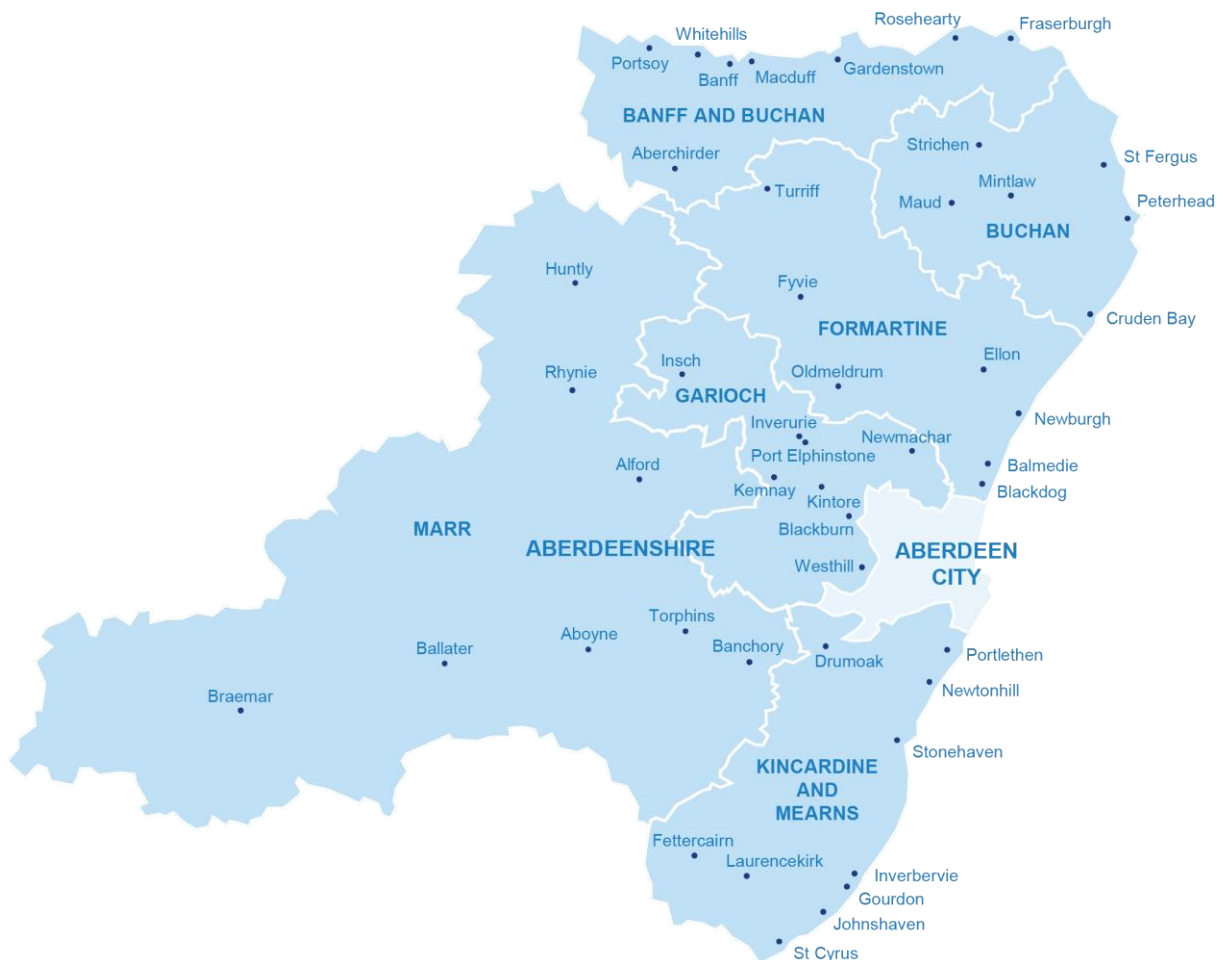 Rosehearty
Fraserburgh
Whitehills
Portsoy
Banff
Macduff
Gardenstown
BANFF AND BUCHAN
Strichen
Aberchirder
St Fergus
Mintlaw
Turriff
Maud
Peterhead
BUCHAN
Huntly
Fyvie
Cruden Bay
FORMARTINE
Ellon
Insch
Rhynie
Oldmeldrum
GARIOCH
Newburgh
Inverurie
Newmachar
Port Elphinstone
Alford
Balmedie
Kemnay
Blackdog
Kintore
MARR
Blackburn
ABERDEENSHIRE
ABERDEEN
CITY
Westhill
Torphins
Aboyne
Banchory
Ballater
Drumoak
Portlethen
Braemar
Newtonhill
Stonehaven
KINCARDINE
AND
MEARNS
Fettercairn
Laurencekirk
Inverbervie
Gourdon
Johnshaven
St Cyrus